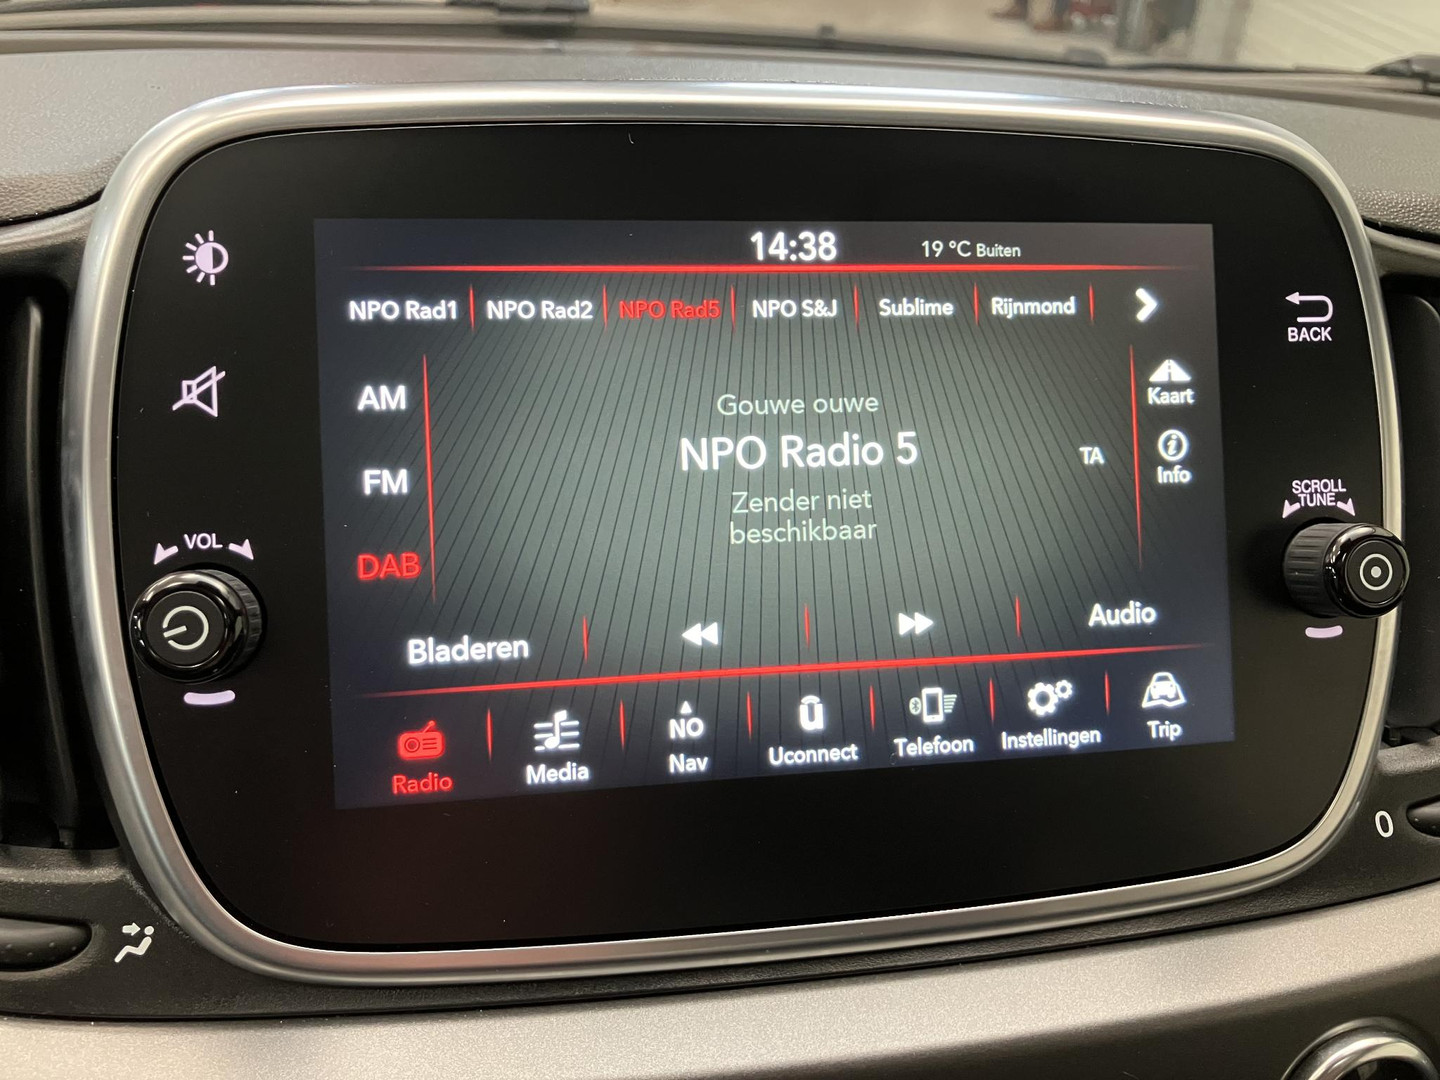 14:38 19 °C Buiten
NPO Rad1 NPO Rad2 NPO Rad5 NPO S&J Sublime Rijnmond
BACK
AM
Kaart
Gouwe ouwe
FM
NPO Radio 5
TA
Info
Zender niet
beschikbaar
SCROLL
TUNE
VOL
DAB
Bladeren
Audio
Radio
Media
NO
Nav
Uconnect
Telefoon
Instellingen
Trip
0